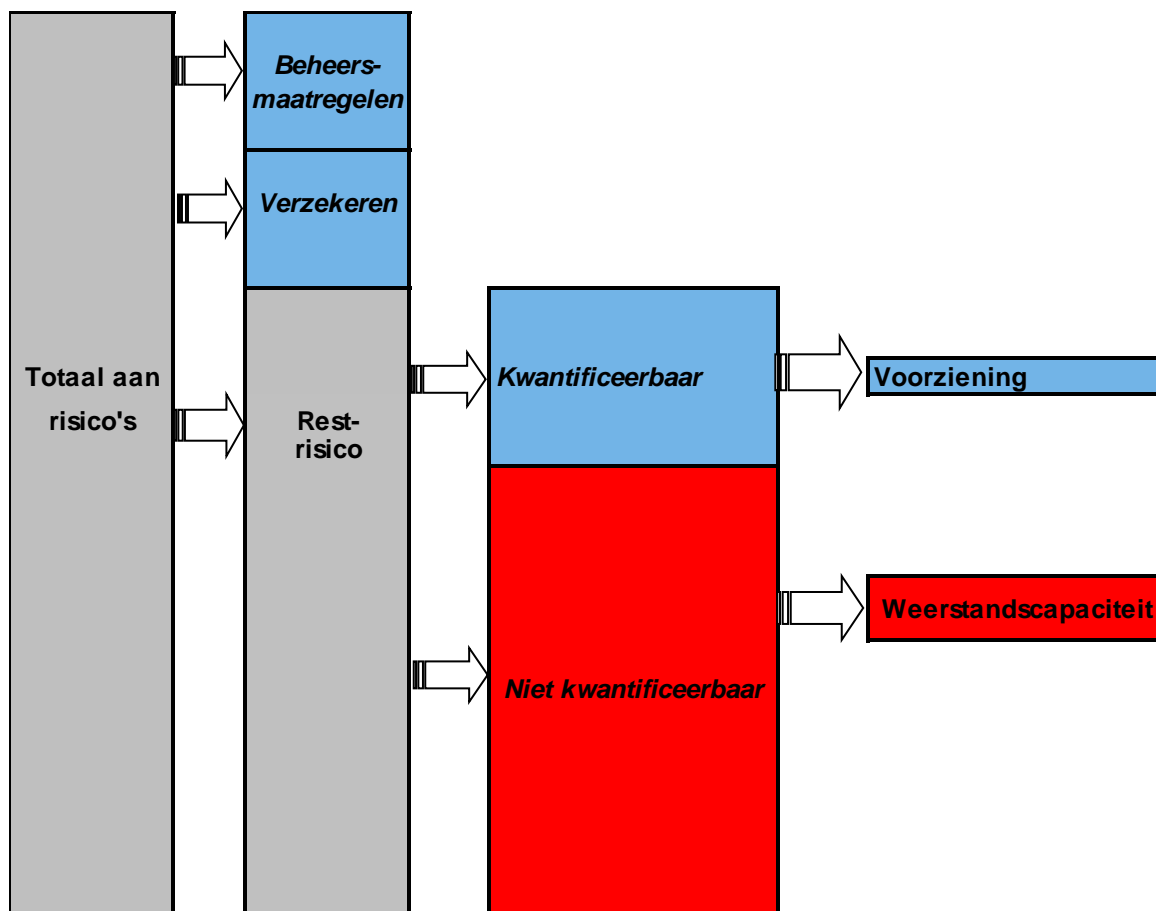 Beheers-
maatregelen
Verzekeren
Totaal aan
risico's
Rest-
risico
Kwantificeerbaar
Voorziening
Niet kwantificeerbaar
Weerstandscapaciteit